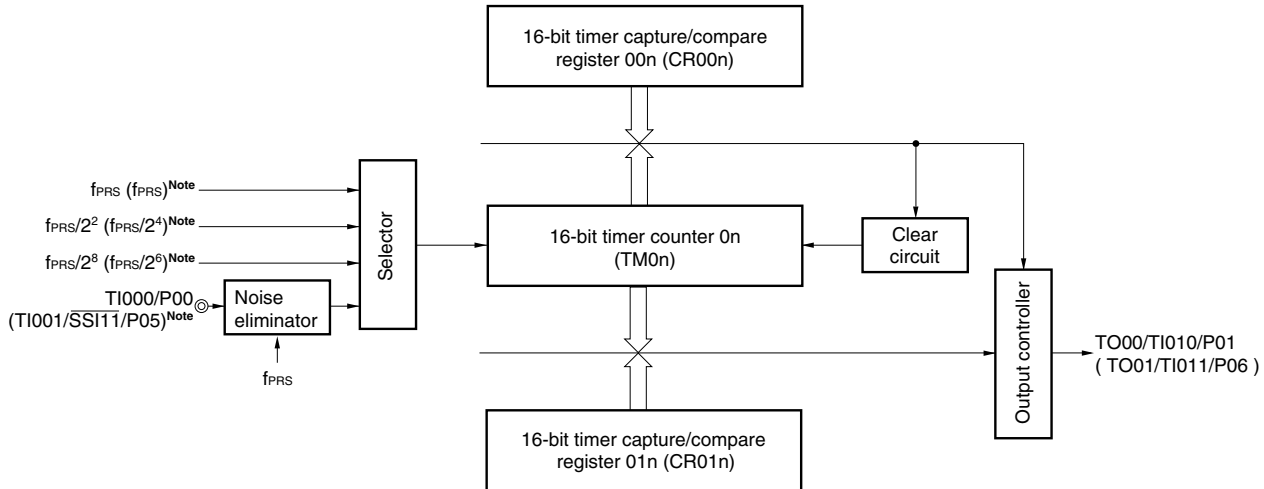 16-bit timer capture/compare
register 00n (CR00n)
fPRS (fPRS)Note
fPRS/2² (fPRS/2⁴)Note
fPRS/2⁸ (fPRS/2⁶)Note
TI000/P00
(TI001/S̅S̅I̅1̅1̅/P05)Note
Noise
eliminator
fPRS
Selector
16-bit timer counter 0n
(TM0n)
Clear
circuit
Output controller
TO00/TI010/P01
( TO01/TI011/P06 )
16-bit timer capture/compare
register 01n (CR01n)